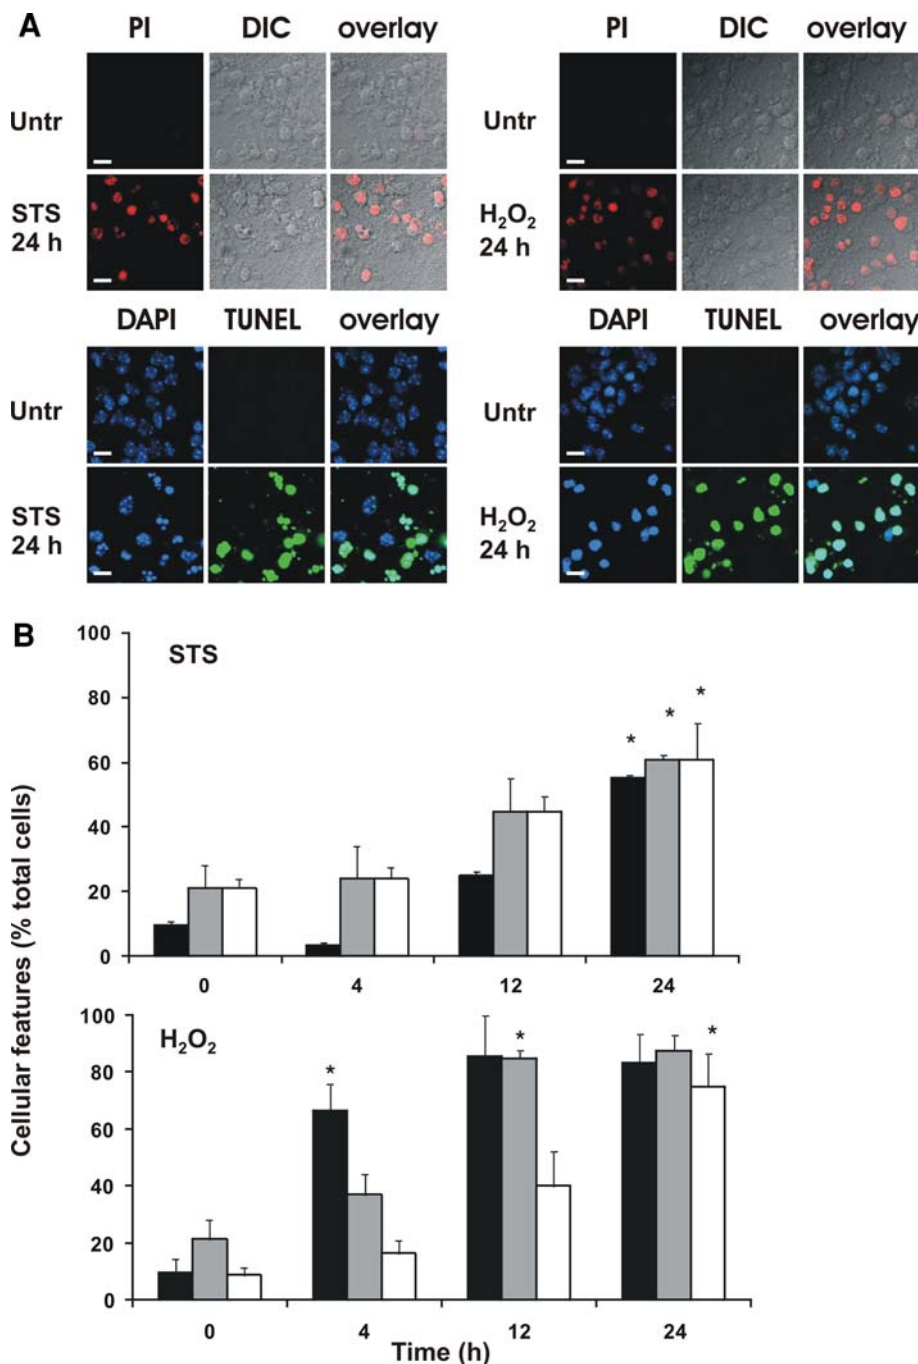 A
PI DIC overlay PI DIC overlay
Untr Untr
STS
24 h
H₂O₂
24 h
DAPI TUNEL overlay DAPI TUNEL overlay
Untr Untr
STS
24 h
H₂O₂
24 h
B
Cellular features (% total cells)
STS
100
80
60
40
20
0
* * *
0 4 12 24
H₂O₂
100
80
60
40
20
0
* * *
0 4 12 24
Time (h)